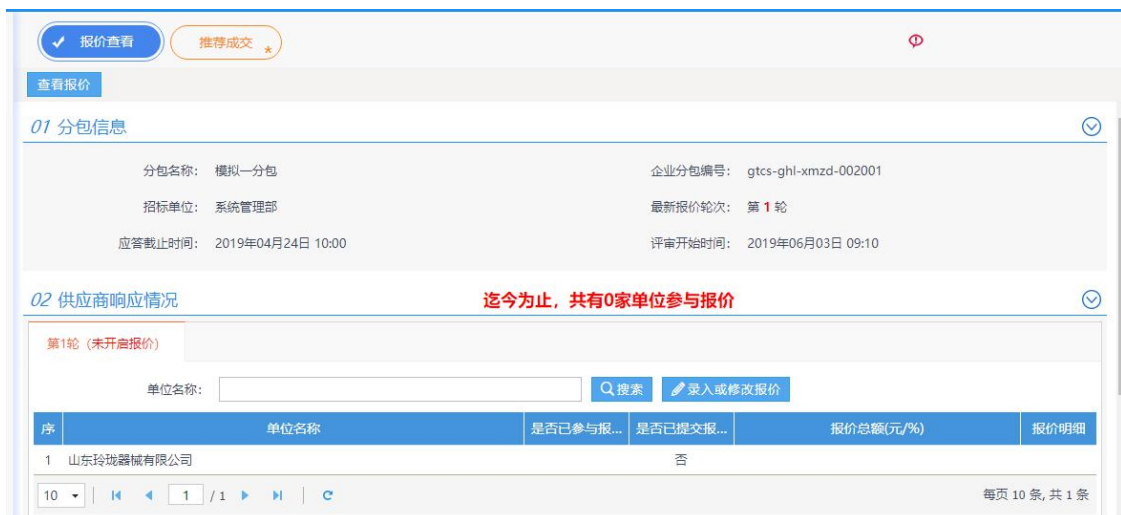 报价查看 推荐成交 *
查看报价
01 分包信息
分包名称： 模拟一分包 企业分包编号： gtcs-ghl-xmzd-002001
招标单位： 系统管理部 最新报价轮次： 第 1 轮
应答截止时间： 2019年04月24日 10:00 评审开始时间： 2019年06月03日 09:10
02 供应商响应情况 迄今为止，共有0家单位参与报价
第1轮（未开启报价）
单位名称： 搜索 录入或修改报价
序 单位名称 是否已参与报... 是否已提交报... 报价总额(元/%) 报价明细
1 山东玲珑器械有限公司 否
10 1 / 1 每页 10 条, 共 1 条